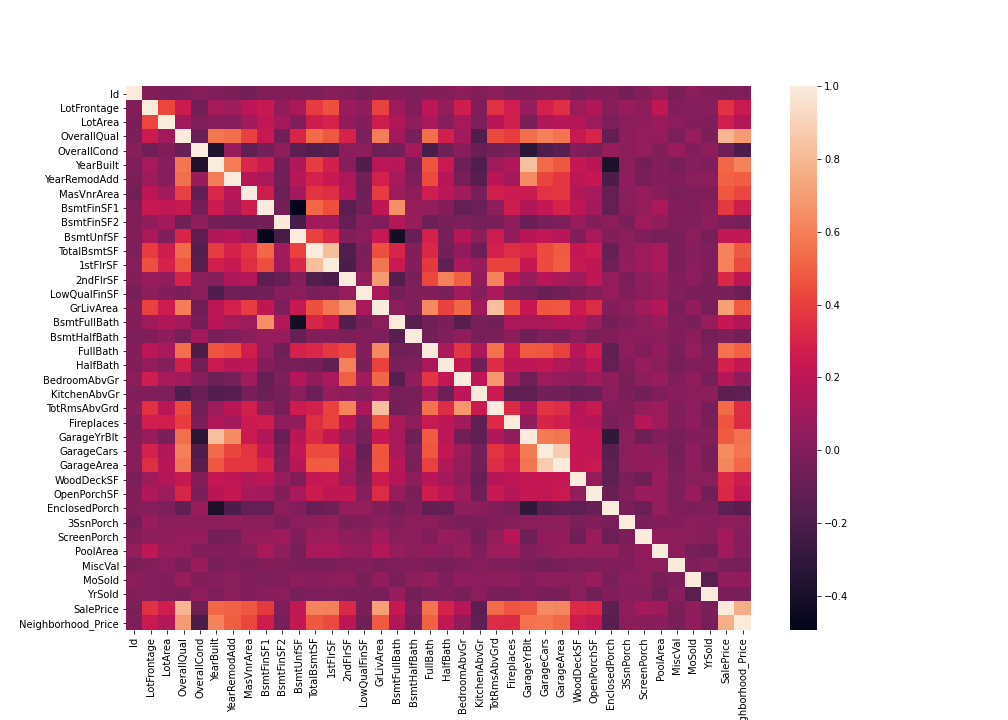 Id
LotFrontage
LotArea
OverallQual
OverallCond
YearBuilt
YearRemodAdd
MasVnrArea
BsmtFinSF1
BsmtFinSF2
BsmtUnfSF
TotalBsmtSF
1stFlrSF
2ndFlrSF
LowQualFinSF
GrLivArea
BsmtFullBath
BsmtHalfBath
FullBath
HalfBath
BedroomAbvGr
KitchenAbvGr
TotRmsAbvGrd
Fireplaces
GarageYrBlt
GarageCars
GarageArea
WoodDeckSF
OpenPorchSF
EnclosedPorch
3SsnPorch
ScreenPorch
PoolArea
MiscVal
MoSold
YrSold
SalePrice
Neighborhood_Price
Id
LotFrontage
LotArea
OverallQual
OverallCond
YearBuilt
YearRemodAdd
MasVnrArea
BsmtFinSF1
BsmtFinSF2
BsmtUnfSF
TotalBsmtSF
1stFlrSF
2ndFlrSF
LowQualFinSF
GrLivArea
BsmtFullBath
BsmtHalfBath
FullBath
HalfBath
BedroomAbvGr
KitchenAbvGr
TotRmsAbvGrd
Fireplaces
GarageYrBlt
GarageCars
GarageArea
WoodDeckSF
OpenPorchSF
EnclosedPorch
3SsnPorch
ScreenPorch
PoolArea
MiscVal
MoSold
YrSold
SalePrice
ghborhood_Price
1.0
0.8
0.6
0.4
0.2
0.0
−0.2
−0.4